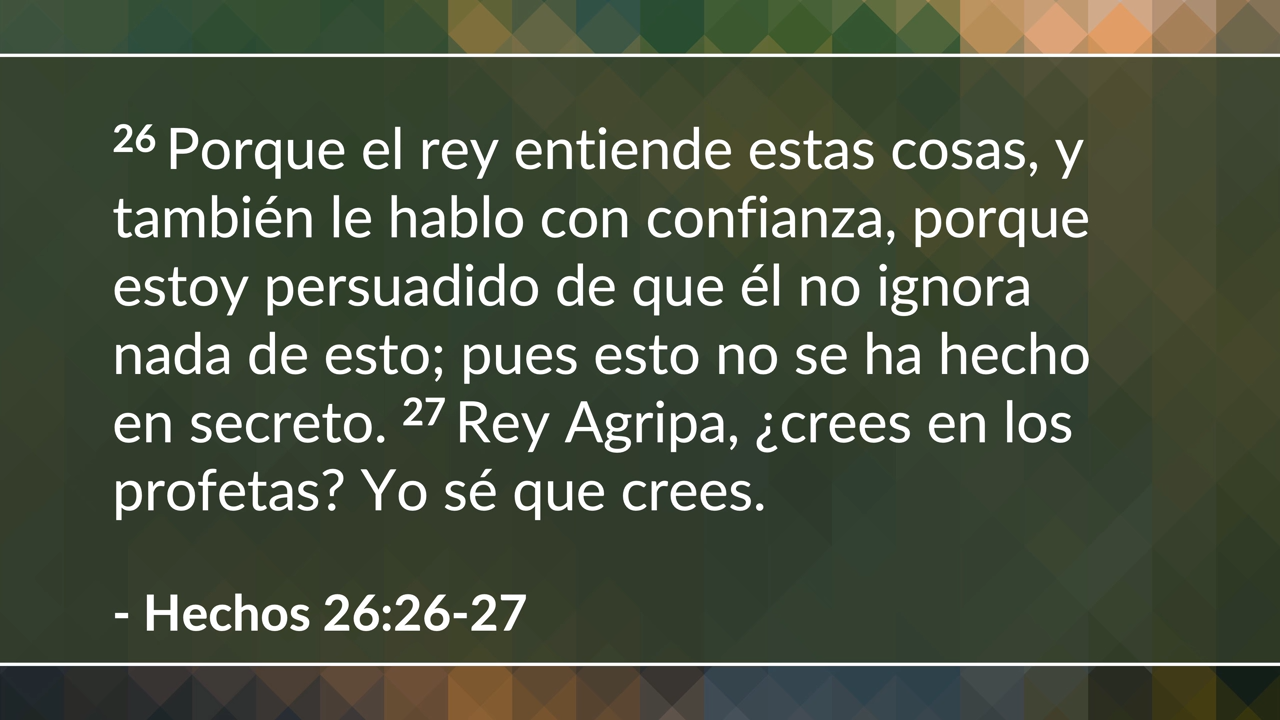 26 Porque el rey entiende estas cosas, y
también le hablo con confianza, porque
estoy persuadido de que él no ignora
nada de esto; pues esto no se ha hecho
en secreto. 27 Rey Agripa, ¿crees en los
profetas? Yo sé que crees.
- Hechos 26:26-27